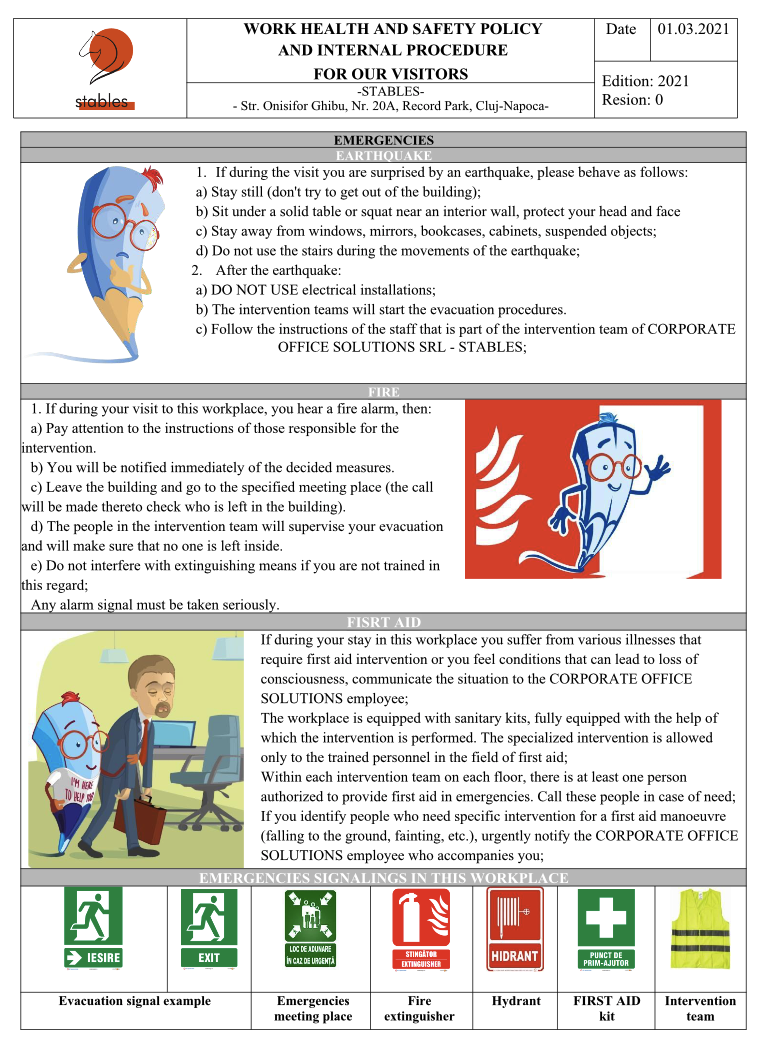 stables
WORK HEALTH AND SAFETY POLICY
AND INTERNAL PROCEDURE
FOR OUR VISITORS
-STABLES-
- Str. Onisifor Ghibu, Nr. 20A, Record Park, Cluj-Napoca-
Date
01.03.2021
Edition: 2021
Resion: 0
EMERGENCIES
EARTHQUAKE
1. If during the visit you are surprised by an earthquake, please behave as follows:
a) Stay still (don't try to get out of the building);
b) Sit under a solid table or squat near an interior wall, protect your head and face
c) Stay away from windows, mirrors, bookcases, cabinets, suspended objects;
d) Do not use the stairs during the movements of the earthquake;
2. After the earthquake:
a) DO NOT USE electrical installations;
b) The intervention teams will start the evacuation procedures.
c) Follow the instructions of the staff that is part of the intervention team of CORPORATE
OFFICE SOLUTIONS SRL - STABLES;
FIRE
1. If during your visit to this workplace, you hear a fire alarm, then:
a) Pay attention to the instructions of those responsible for the
intervention.
b) You will be notified immediately of the decided measures.
c) Leave the building and go to the specified meeting place (the call
will be made thereto check who is left in the building).
d) The people in the intervention team will supervise your evacuation
and will make sure that no one is left inside.
e) Do not interfere with extinguishing means if you are not trained in
this regard;
Any alarm signal must be taken seriously.
FISRT AID
I'M HERE
TO HELP YOU
If during your stay in this workplace you suffer from various illnesses that
require first aid intervention or you feel conditions that can lead to loss of
consciousness, communicate the situation to the CORPORATE OFFICE
SOLUTIONS employee;
The workplace is equipped with sanitary kits, fully equipped with the help of
which the intervention is performed. The specialized intervention is allowed
only to the trained personnel in the field of first aid;
Within each intervention team on each floor, there is at least one person
authorized to provide first aid in emergencies. Call these people in case of need;
If you identify people who need specific intervention for a first aid manoeuvre
(falling to the ground, fainting, etc.), urgently notify the CORPORATE OFFICE
SOLUTIONS employee who accompanies you;
EMERGENCIES SIGNALINGS IN THIS WORKPLACE
IESIRE
EXIT
LOC DE ADUNARE
ÎN CAZ DE URGENȚĂ
STINGĂTOR
EXTINGUISHER
HIDRANT
PUNCT DE
PRIM-AJUTOR
Evacuation signal example
Emergencies
meeting place
Fire
extinguisher
Hydrant
FIRST AID
kit
Intervention
team